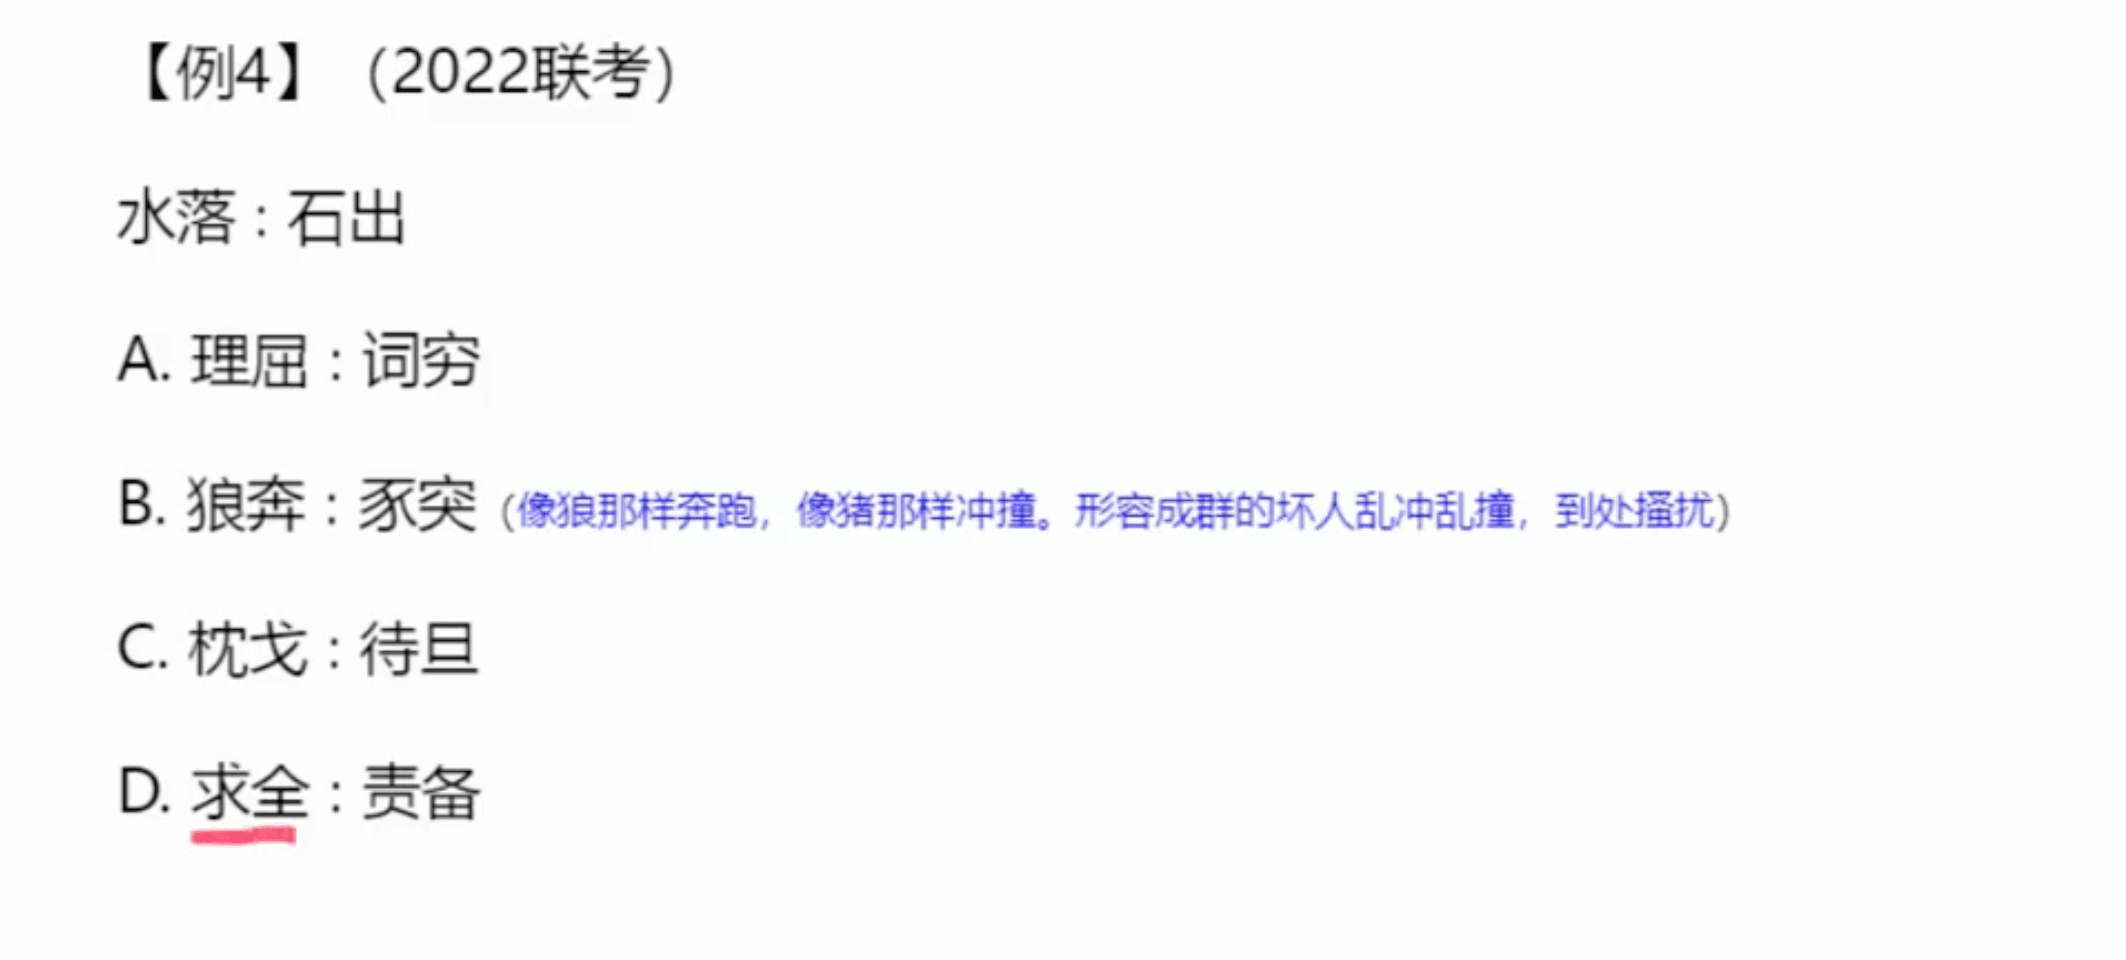 【例4】（2022联考）
水落 : 石出
A. 理屈 : 词穷
B. 狼奔 : 豕突（像狼那样奔跑，像猪那样冲撞。形容成群的坏人乱冲乱撞，到处搔扰）
C. 枕戈 : 待旦
D. 求全 : 责备